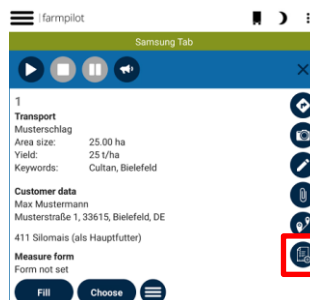 farmpilot
Samsung Tab
1
Transport
Musterschlag
Area size: 25.00 ha
Yield: 25 t/ha
Keywords: Cultan, Bielefeld
Customer data
Max Mustermann
Musterstraße 1, 33615, Bielefeld, DE
411 Silomais (als Hauptfutter)
Measure form
Form not set
Fill Choose